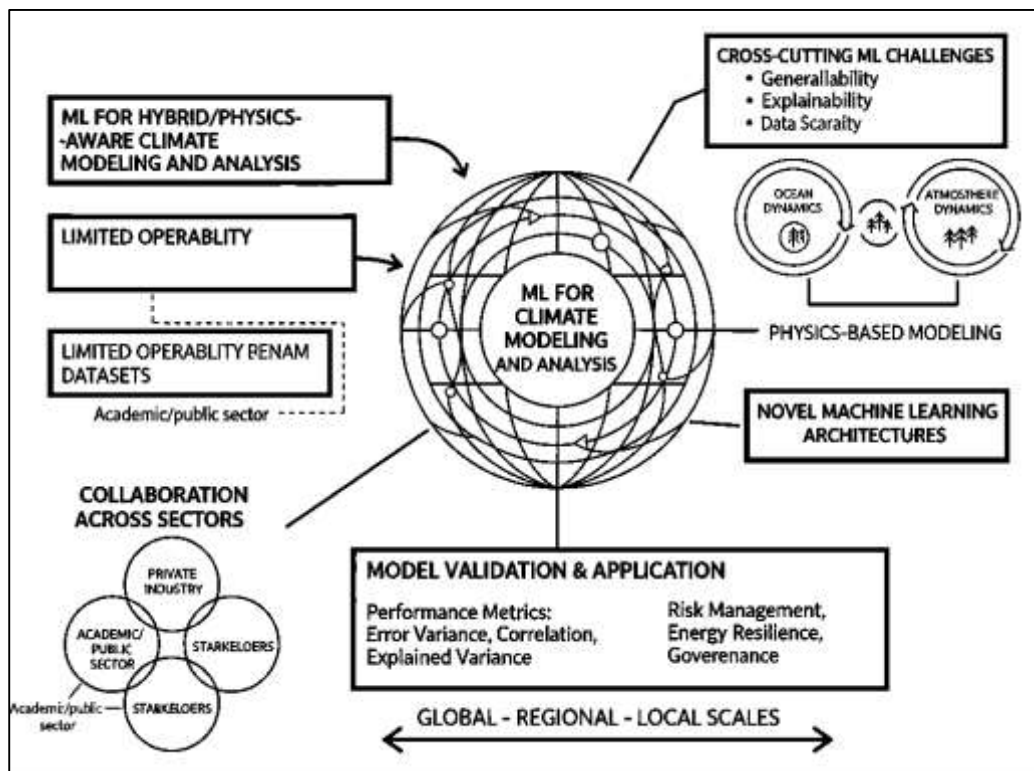 CROSS-CUTTING ML CHALLENGES
• Generallability
• Explainability
• Data Scaraity
ML FOR HYBRID/PHYSICS-
-AWARE CLIMATE
MODELING AND ANALYSIS
OCEAN
DYNAMICS
ATMOSTHERE
DYNAMICS
LIMITED OPERABLITY
ML FOR
CLIMATE
MODELING
AND ANALYSIS
PHYSICS-BASED MODELING
LIMITED OPERABLITY RENAM
DATASETS
Academic/public sector
NOVEL MACHINE LEARNING
ARCHITECTURES
COLLABORATION
ACROSS SECTORS
PRIVATE
INDUSTRY
ACADEMIC/
PUBLIC
SECTOR
STARKELOERS
STARKELOERS
Academic/public
sector
MODEL VALIDATION & APPLICATION
Performance Metrics:
Error Variance, Correlation,
Explained Variance
Risk Management,
Energy Resilience,
Goverenance
GLOBAL - REGIONAL - LOCAL SCALES